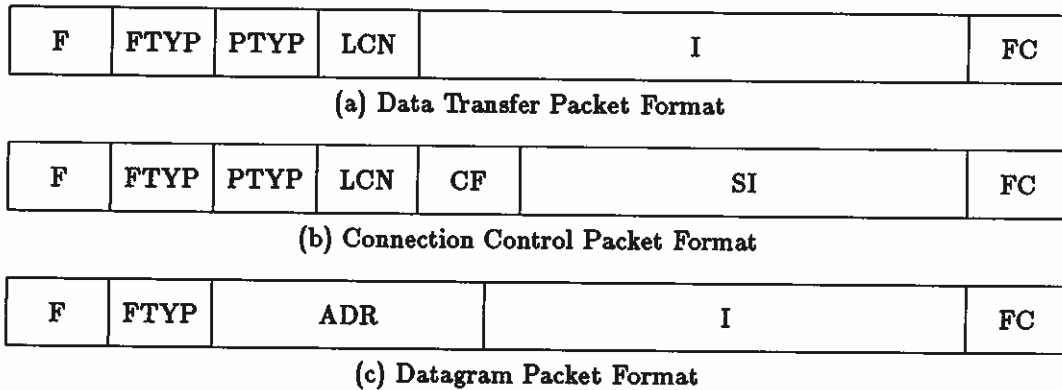 F FTYP PTYP LCN I FC
(a) Data Transfer Packet Format
F FTYP PTYP LCN CF SI FC
(b) Connection Control Packet Format
F FTYP ADR I FC
(c) Datagram Packet Format